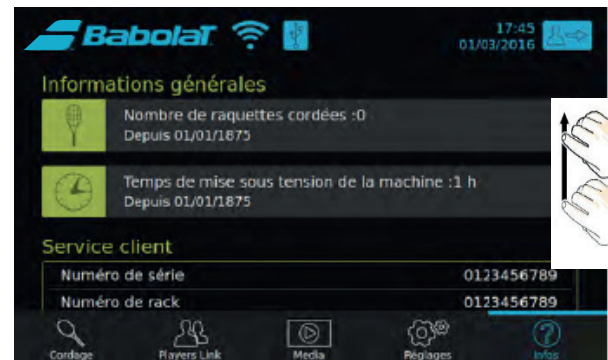 BabolaT
17:45
01/03/2016
Informations générales
Nombre de raquettes cordées :0
Depuis 01/01/1875
Temps de mise sous tension de la machine :1 h
Depuis 01/01/1875
Service client
Numéro de série 0123456789
Numéro de rack 0123456789
Cordage Players Link Media Réglages Infos